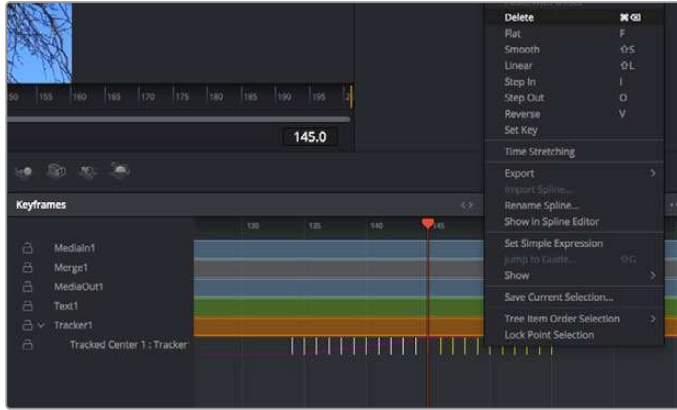 Delete ⌘⌫
Flat F
Smooth ⇧S
Linear ⇧L
Step In I
Step Out O
Reverse V
Set Key
Time Stretching
Export >
Import Spline...
Rename Spline...
Show in Spline Editor
Set Simple Expression
Jump to Guide... ⇧G
Show >
Save Current Selection...
Tree Item Order Selection >
Lock Point Selection
50 155 160 165 170 175 180 185 190 195
145.0
Keyframes
130 135 140 145
MediaIn1
Merge1
MediaOut1
Text1
Tracker1
Tracked Center 1 : Tracker